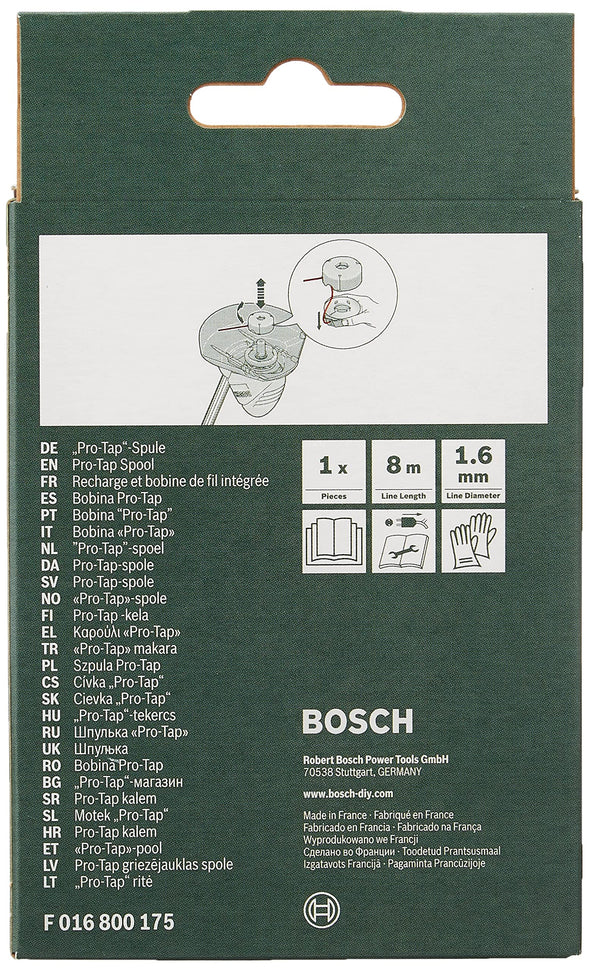 DE „Pro-Tap“-Spule
EN Pro-Tap Spool
FR Recharge et bobine de fil intégrée
ES Bobina Pro-Tap
PT Bobina “Pro-Tap”
IT Bobina «Pro-Tap»
NL "Pro-Tap"-spoel
DA Pro-Tap-spole
SV Pro-Tap-spole
NO «Pro-Tap»-spole
FI Pro-Tap -kela
EL Καρούλι «Pro-Tap»
TR «Pro-Tap» makara
PL Szpula Pro-Tap
CS Cívka „Pro-Tap“
SK Cievka „Pro-Tap“
HU „Pro-Tap”-tekercs
RU Шпулька «Pro-Tap»
UK Шпулька
RO Bobină Pro-Tap
BG „Pro-Tap“-магазин
SR Pro-Tap kalem
SL Motek „Pro-Tap“
HR Pro-Tap kalem
ET «Pro-Tap»-pool
LV Pro-Tap griezējauklas spole
LT „Pro-Tap“ ritė
F 016 800 175
1 x
Pieces
8 m
Line Length
1.6
mm
Line Diameter
BOSCH
Robert Bosch Power Tools GmbH
70538 Stuttgart, GERMANY
www.bosch-diy.com
Made in France · Fabriqué en France
Fabricado en Francia · Fabricado na França
Wyprodukowano we Francji
Сделано во Франции · Toodetud Prantsusmaal
Izgatavots Francijā · Pagaminta Prancūzijoje